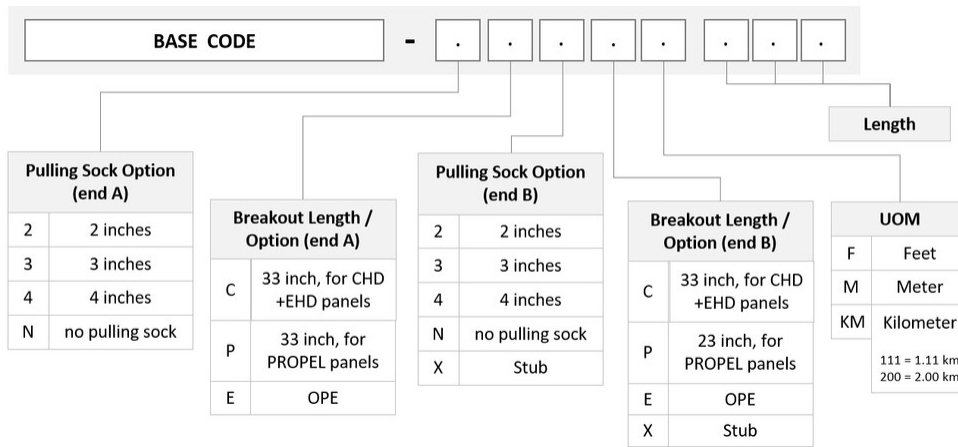 BASE CODE - . . . . . . . .
Length
Pulling Sock Option
(end A)
2 2 inches
3 3 inches
4 4 inches
N no pulling sock
Breakout Length /
Option (end A)
C 33 inch, for CHD
+EHD panels
P 33 inch, for
PROPEL panels
E OPE
Pulling Sock Option
(end B)
2 2 inches
3 3 inches
4 4 inches
N no pulling sock
X Stub
Breakout Length /
Option (end B)
C 33 inch, for CHD
+EHD panels
P 23 inch, for
PROPEL panels
E OPE
X Stub
UOM
F Feet
M Meter
KM Kilometer
111 = 1.11 km
200 = 2.00 km